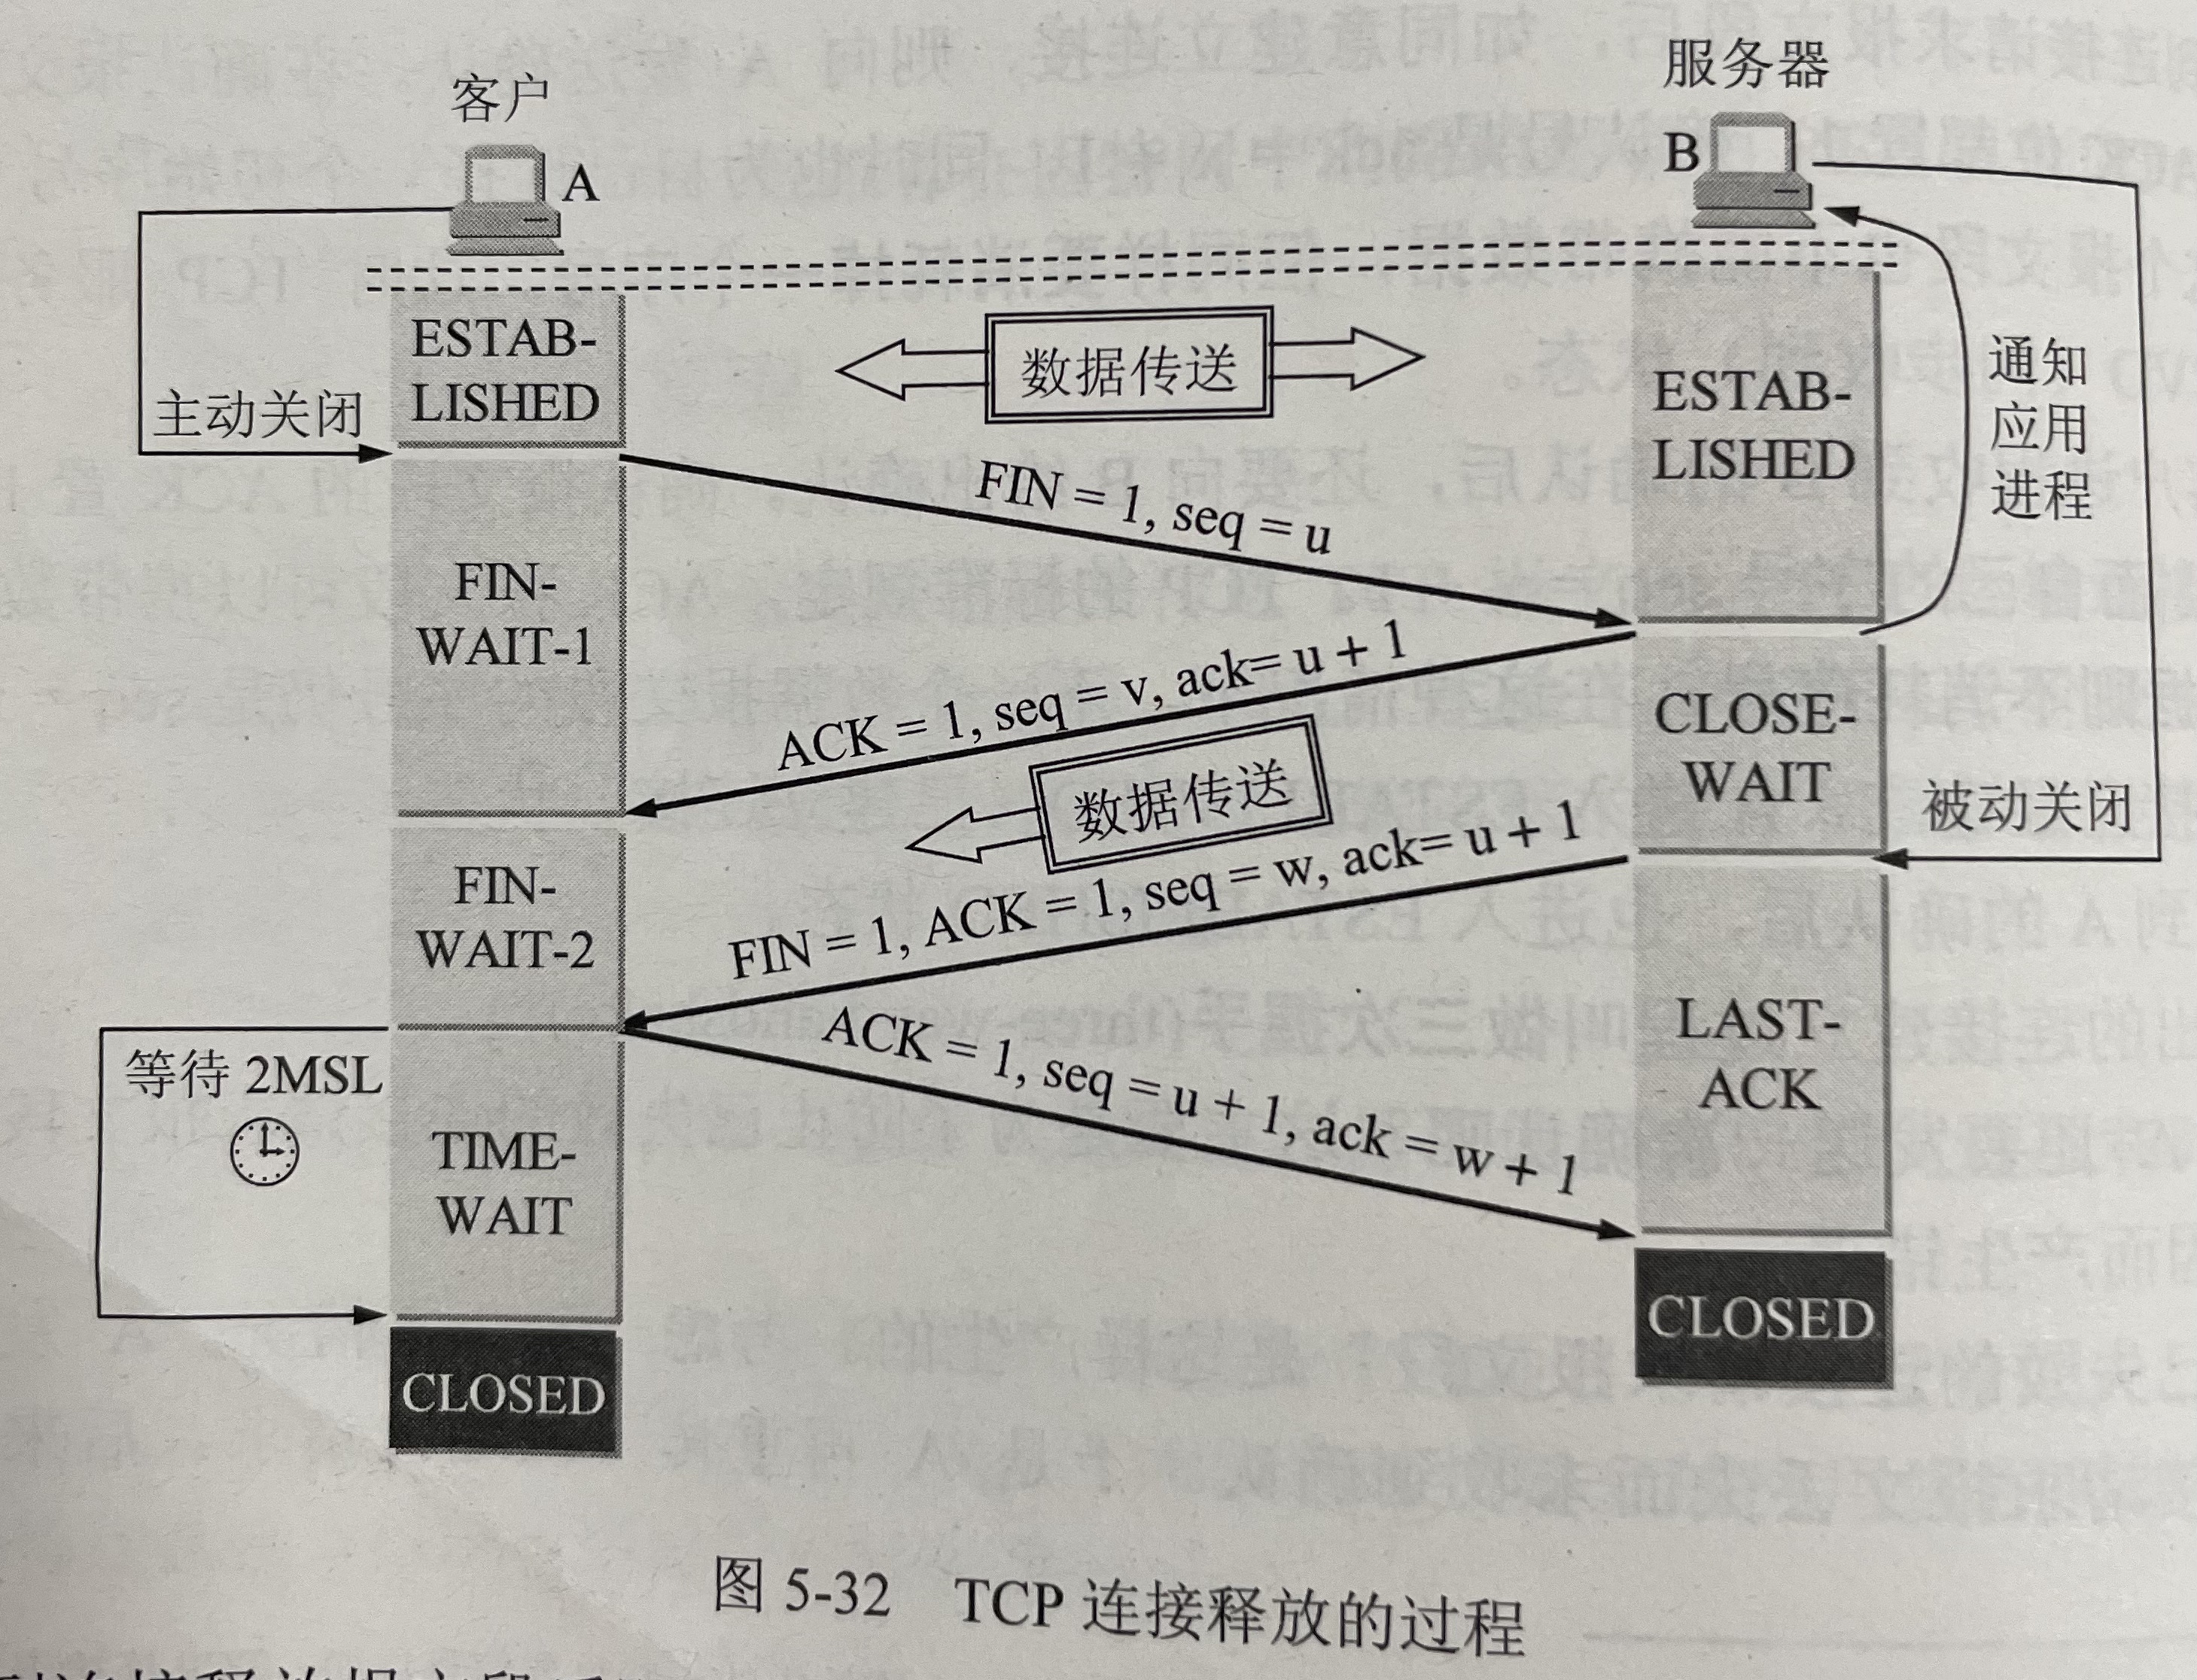 客户
服务器
A
B
ESTAB-
LISHED
数据传送
ESTAB-
LISHED
通知
应用
进程
主动关闭
FIN = 1, seq = u
FIN-
WAIT-1
ACK = 1, seq = v, ack= u + 1
CLOSE-
WAIT
数据传送
被动关闭
FIN-
WAIT-2
FIN = 1, ACK = 1, seq = w, ack= u + 1
LAST-
ACK
等待 2MSL
ACK = 1, seq = u + 1, ack = w + 1
TIME-
WAIT
CLOSED
CLOSED
图 5-32 TCP 连接释放的过程